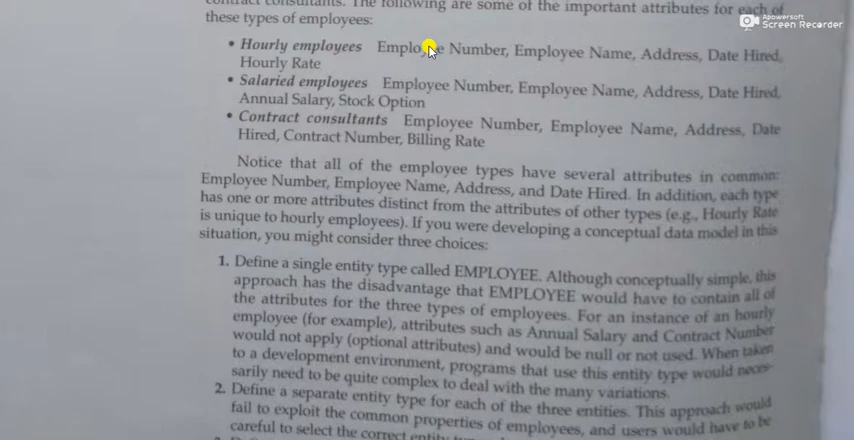 contract consultants. The following are some of the important attributes for each of
these types of employees:
Apowersoft
Screen Recorder
• Hourly employees Employee Number, Employee Name, Address, Date Hired,
Hourly Rate
• Salaried employees Employee Number, Employee Name, Address, Date Hired,
Annual Salary, Stock Option
• Contract consultants Employee Number, Employee Name, Address, Date
Hired, Contract Number, Billing Rate
Notice that all of the employee types have several attributes in common:
Employee Number, Employee Name, Address, and Date Hired. In addition, each type
has one or more attributes distinct from the attributes of other types (e.g., Hourly Rate
is unique to hourly employees). If you were developing a conceptual data model in this
situation, you might consider three choices:
1. Define a single entity type called EMPLOYEE. Although conceptually simple, this
approach has the disadvantage that EMPLOYEE would have to contain all of
the attributes for the three types of employees. For an instance of an hourly
employee (for example), attributes such as Annual Salary and Contract Number
would not apply (optional attributes) and would be null or not used. When taken
to a development environment, programs that use this entity type would neces-
sarily need to be quite complex to deal with the many variations.
2. Define a separate entity type for each of the three entities. This approach would
fail to exploit the common properties of employees, and users would have to be
careful to select the correct entity